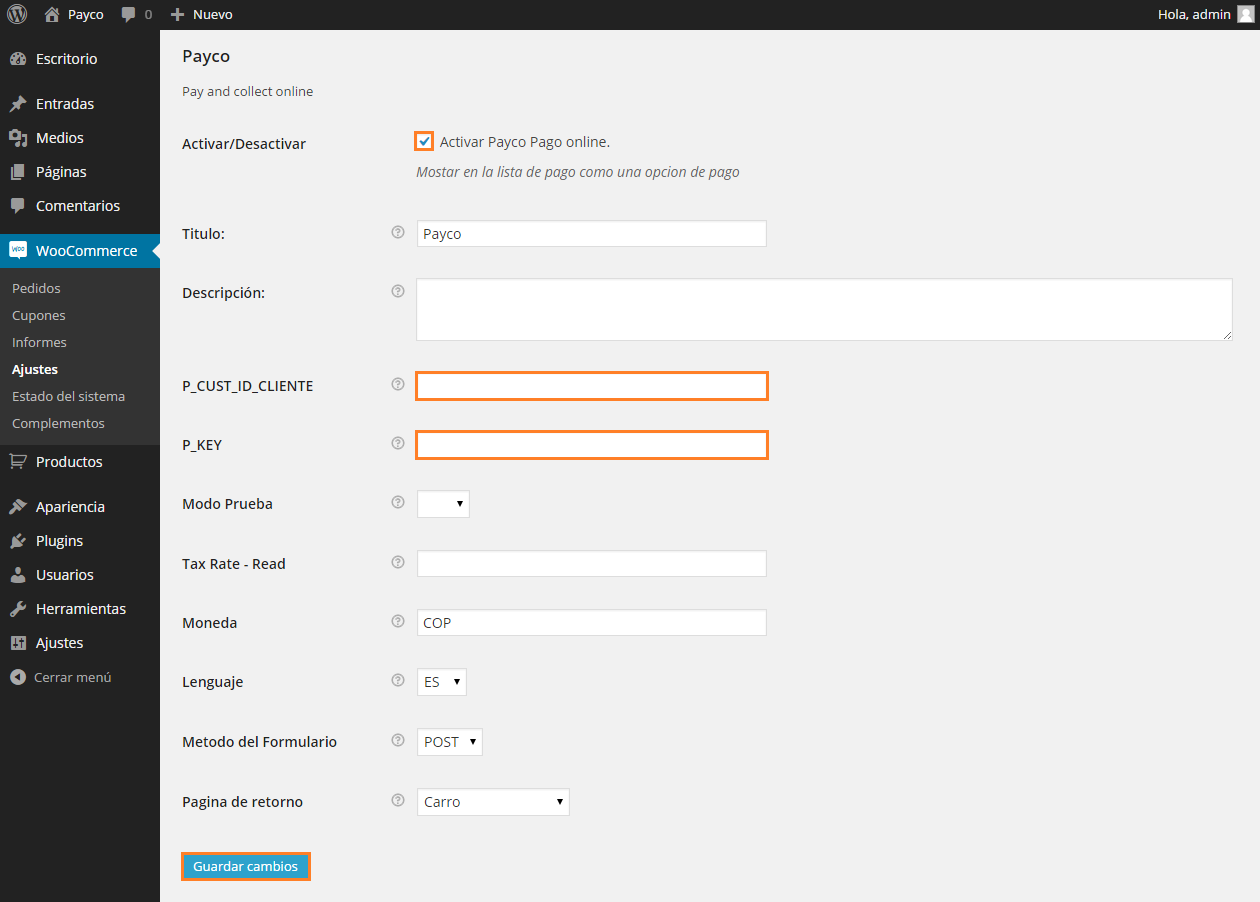 Payco
0
Nuevo
Hola, admin
Escritorio
Entradas
Medios
Páginas
Comentarios
Woo
WooCommerce
Pedidos
Cupones
Informes
Ajustes
Estado del sistema
Complementos
Productos
Apariencia
Plugins
Usuarios
Herramientas
Ajustes
Cerrar menú
Payco
Pay and collect online
Activar/Desactivar
Activar Payco Pago online.
Mostar en la lista de pago como una opcion de pago
Titulo:
? Payco
Descripción:
?
P_CUST_ID_CLIENTE
?
P_KEY
?
Modo Prueba
?
Tax Rate - Read
?
Moneda
? COP
Lenguaje
? ES
Metodo del Formulario
? POST
Pagina de retorno
? Carro
Guardar cambios